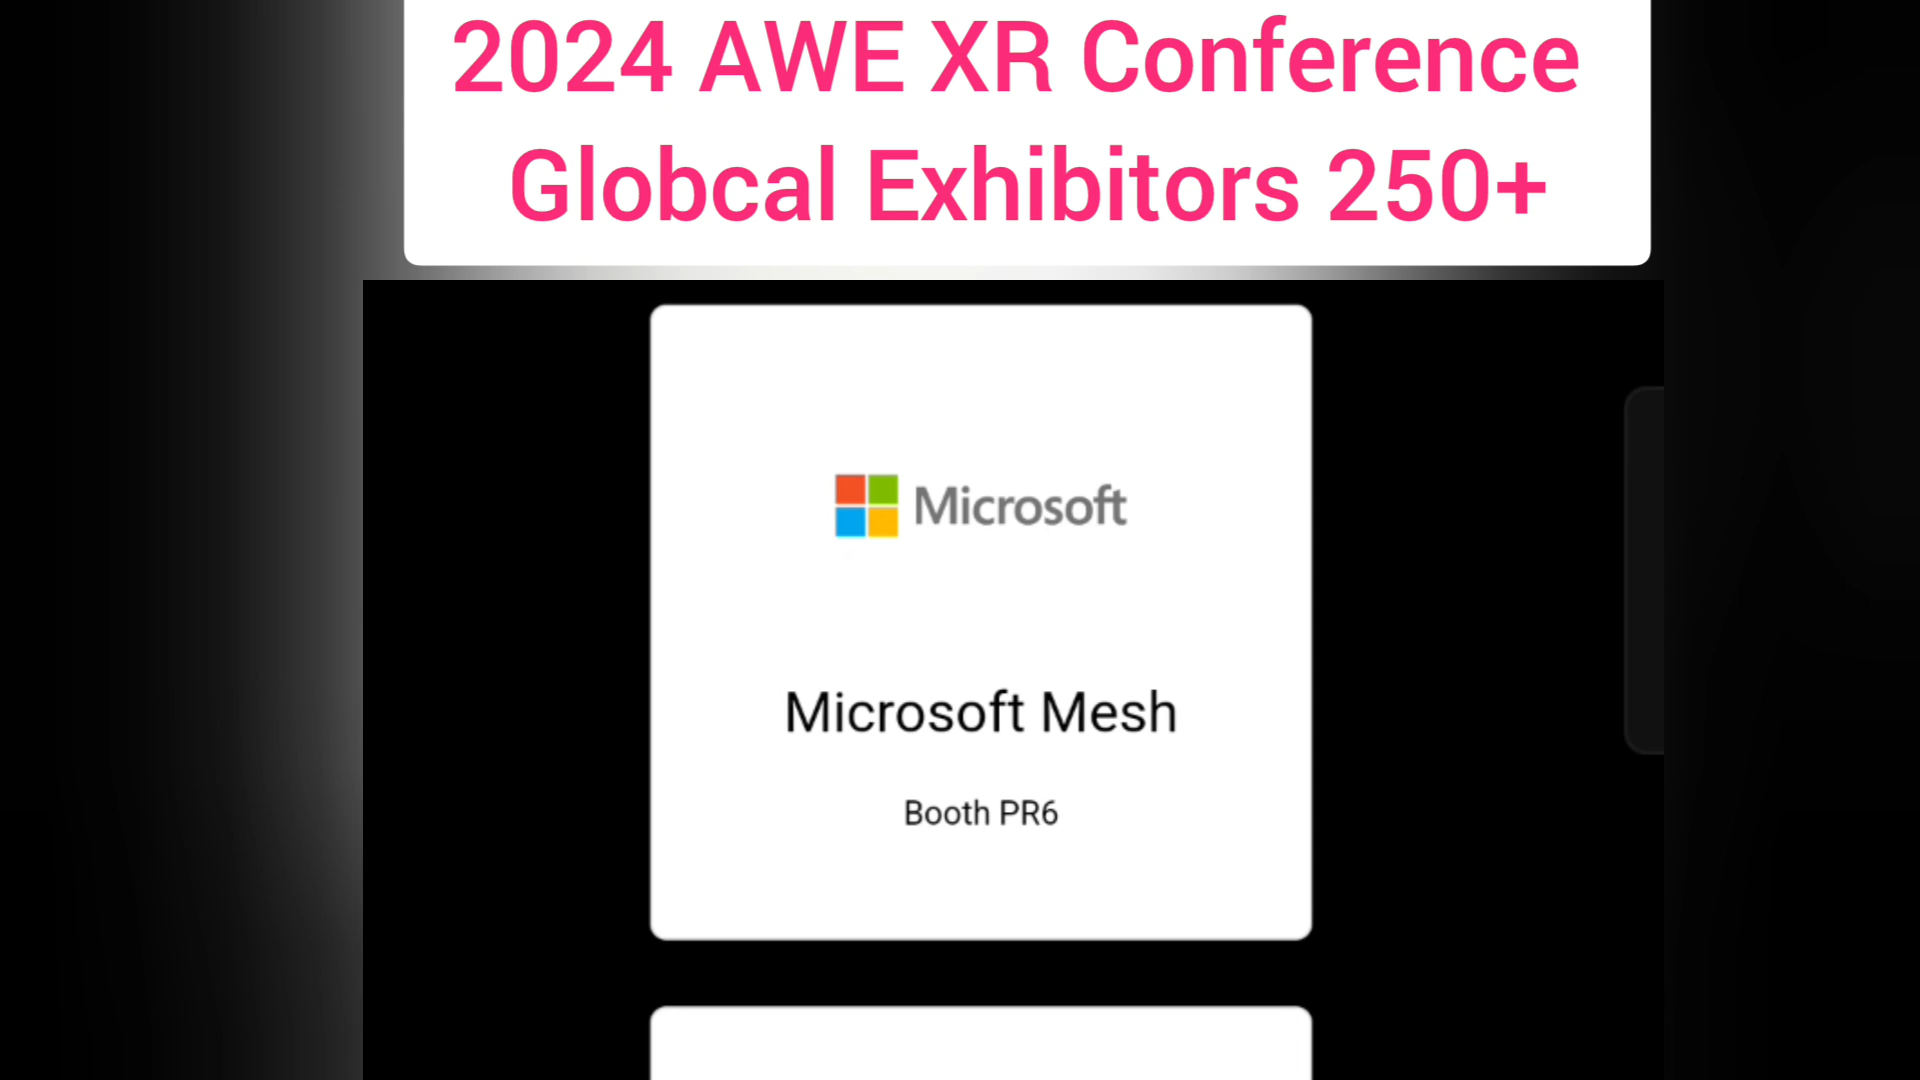 2024 AWE XR Conference
Globcal Exhibitors 250+
Microsoft
Microsoft Mesh
Booth PR6